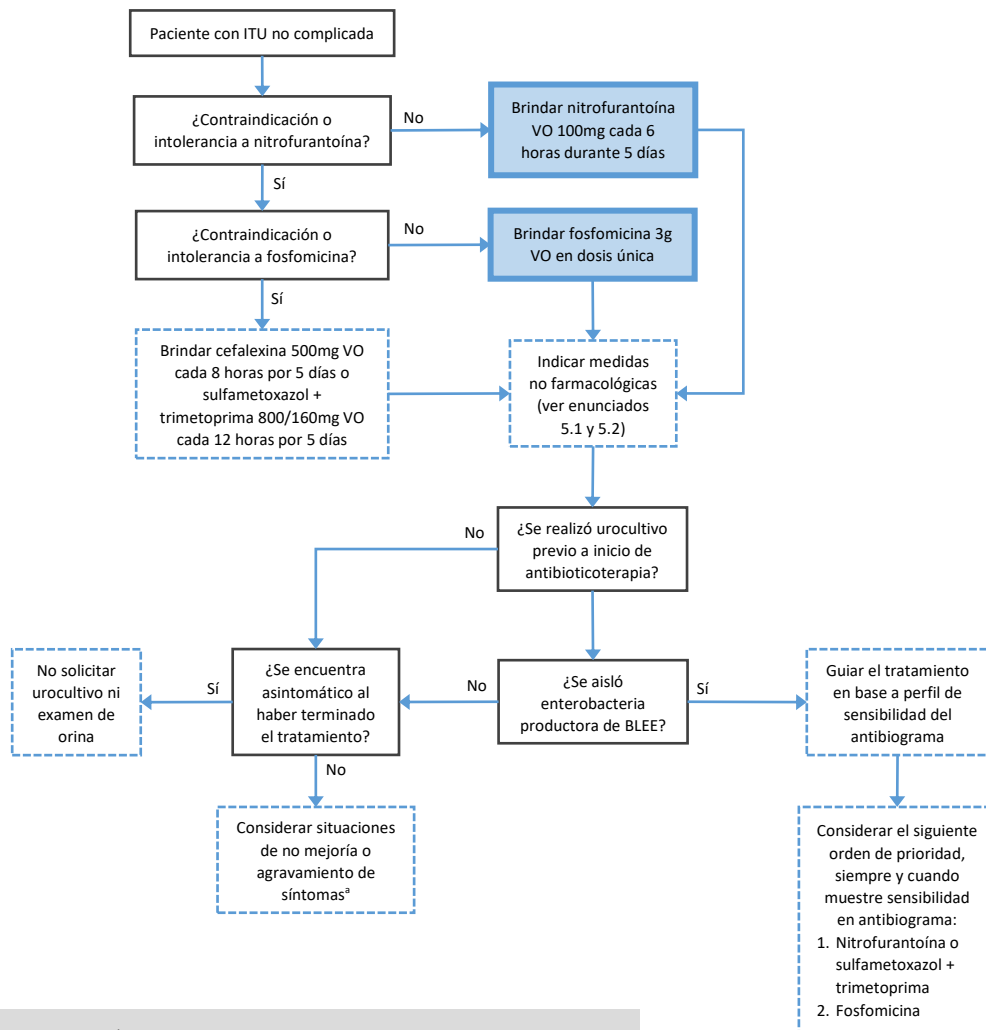 Paciente con ITU no complicada
¿Contraindicación o
intolerancia a nitrofurantoína?
No
Brindar nitrofurantoína
VO 100mg cada 6
horas durante 5 días
Sí
¿Contraindicación o
intolerancia a fosfomicina?
No
Brindar fosfomicina 3g
VO en dosis única
Sí
Brindar cefalexina 500mg VO
cada 8 horas por 5 días o
sulfametoxazol +
trimetoprima 800/160mg VO
cada 12 horas por 5 días
Indicar medidas
no farmacológicas
(ver enunciados
5.1 y 5.2)
¿Se realizó urocultivo
previo a inicio de
antibioticoterapia?
No
¿Se aisló
enterobacteria
productora de BLEE?
No
Sí
¿Se encuentra
asintomático al
haber terminado
el tratamiento?
Sí
No solicitar
urocultivo ni
examen de
orina
No
Considerar situaciones
de no mejoría o
agravamiento de
síntomasᵃ
Guiar el tratamiento
en base a perfil de
sensibilidad del
antibiograma
Considerar el siguiente
orden de prioridad,
siempre y cuando
muestre sensibilidad
en antibiograma:
1. Nitrofurantoína o
sulfametoxazol +
trimetoprima
2. Fosfomicina